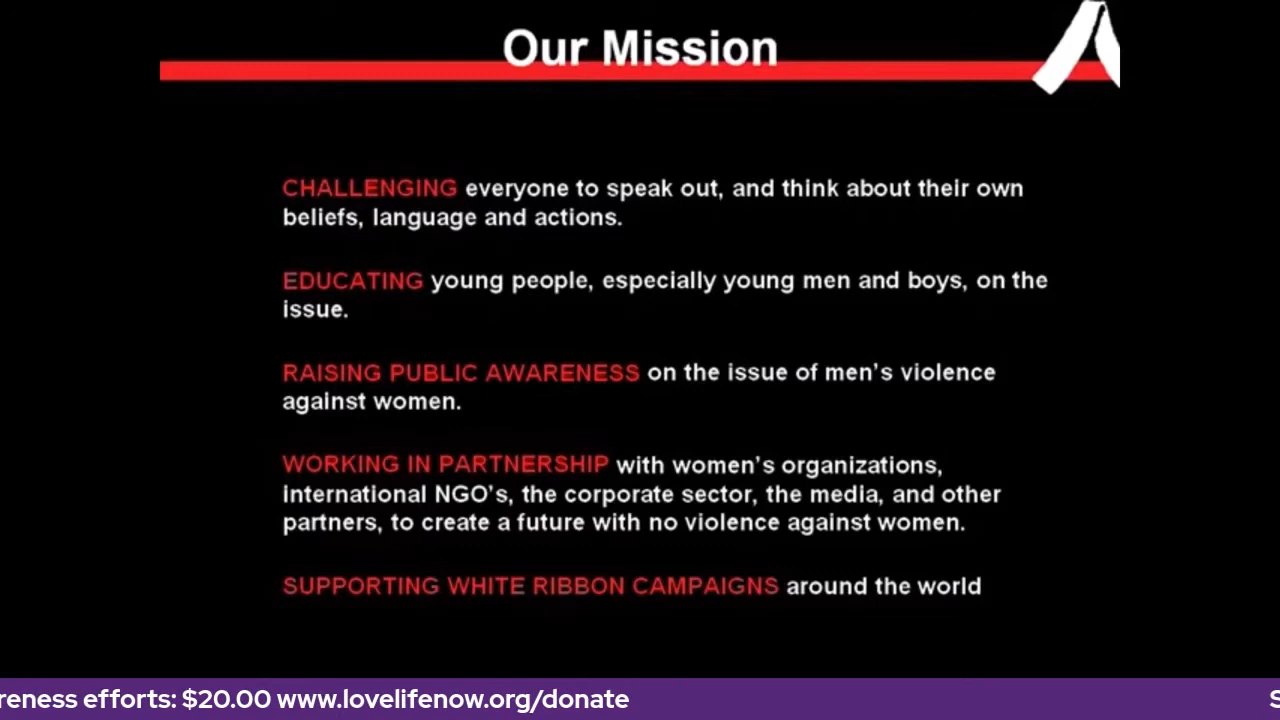 Our Mission
CHALLENGING everyone to speak out, and think about their own
beliefs, language and actions.
EDUCATING young people, especially young men and boys, on the
issue.
RAISING PUBLIC AWARENESS on the issue of men's violence
against women.
WORKING IN PARTNERSHIP with women's organizations,
international NGO's, the corporate sector, the media, and other
partners, to create a future with no violence against women.
SUPPORTING WHITE RIBBON CAMPAIGNS around the world
efforts: $20.00 www.lovelifenow.org/donate